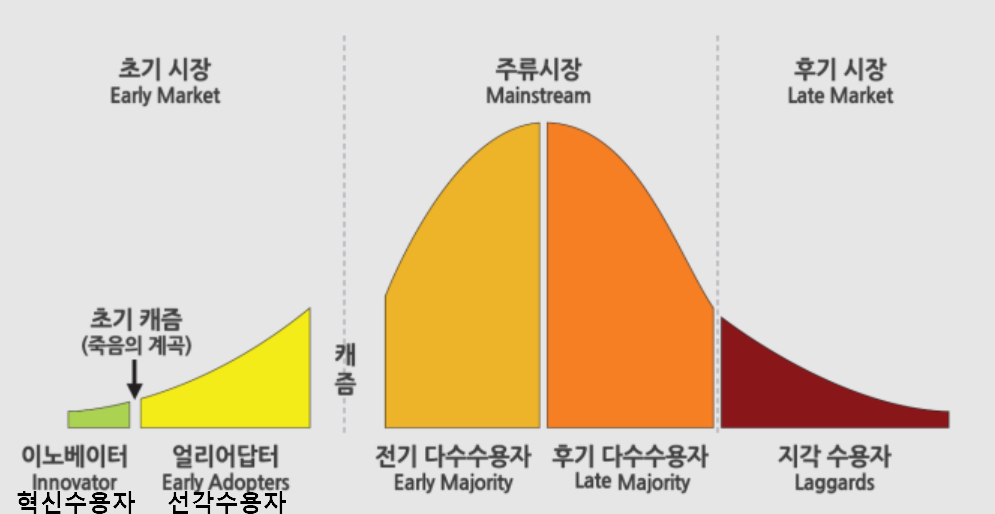 초기 시장
Early Market
주류시장
Mainstream
후기 시장
Late Market
초기 캐즘
(죽음의 계곡)
캐
즘
이노베이터
Innovator
혁신수용자
얼리어답터
Early Adopters
선각수용자
전기 다수수용자
Early Majority
후기 다수수용자
Late Majority
지각 수용자
Laggards